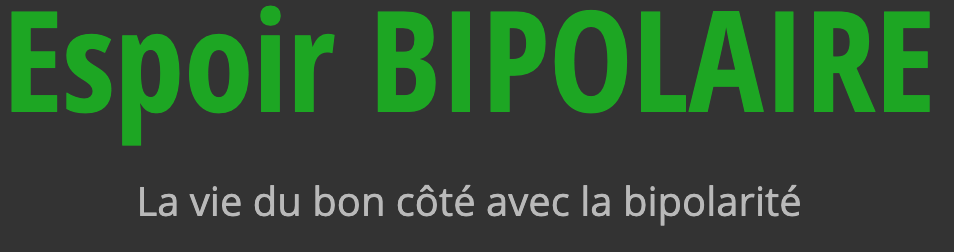 Espoir BIPOLAIRE
La vie du bon côté avec la bipolarité